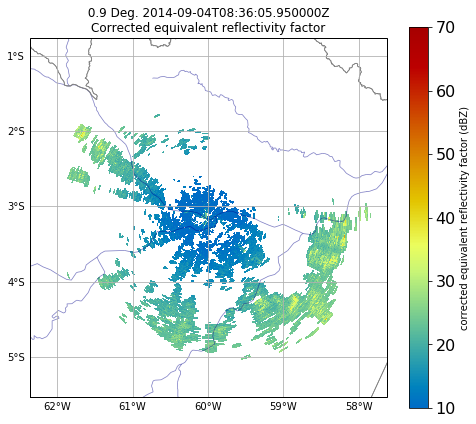 0.9 Deg. 2014-09-04T08:36:05.950000Z
Corrected equivalent reflectivity factor
1°S
2°S
3°S
4°S
5°S
62°W 61°W 60°W 59°W 58°W
70
60
50
40
30
20
10
corrected equivalent reflectivity factor (dBZ)